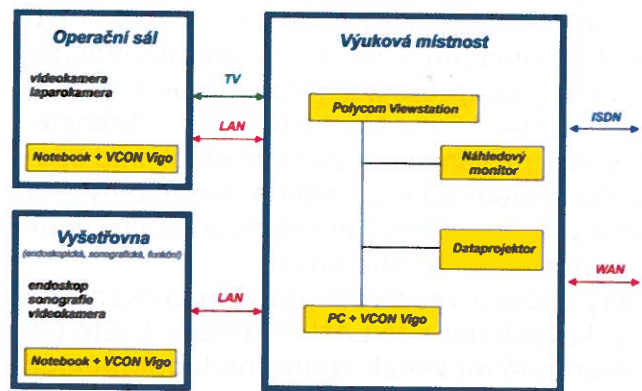 Operační sál
videokamera
laparokamera
Notebook + VCON Vigo
TV
LAN
Vyšetřovna
(endoskopická, sonografická, funkční)
endoskop
sonografie
videokamera
Notebook + VCON Vigo
LAN
Výuková místnost
Polycom Viewstation
Náhledový
monitor
Dataprojektor
PC + VCON Vigo
ISDN
WAN